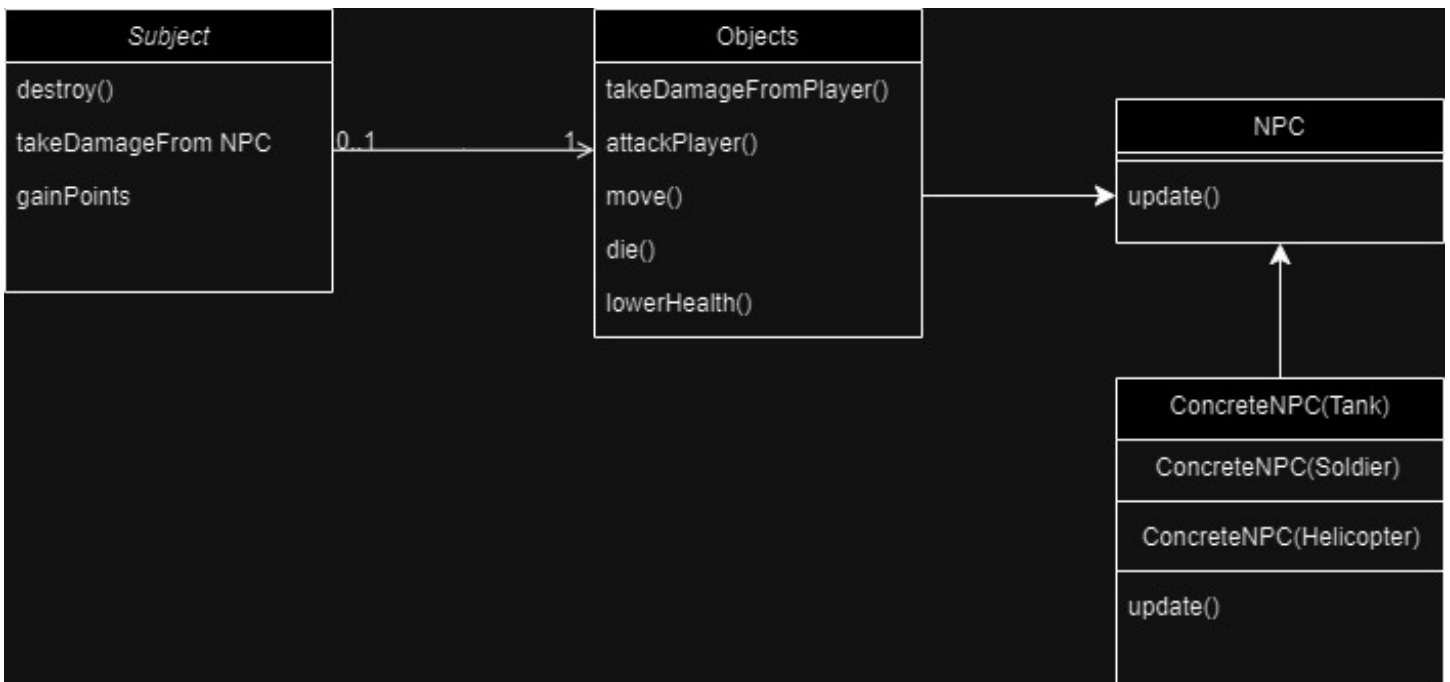 Subject
destroy()
takeDamageFrom NPC
gainPoints
0..1
1
Objects
takeDamageFromPlayer()
attackPlayer()
move()
die()
lowerHealth()
NPC
update()
ConcreteNPC(Tank)
ConcreteNPC(Soldier)
ConcreteNPC(Helicopter)
update()